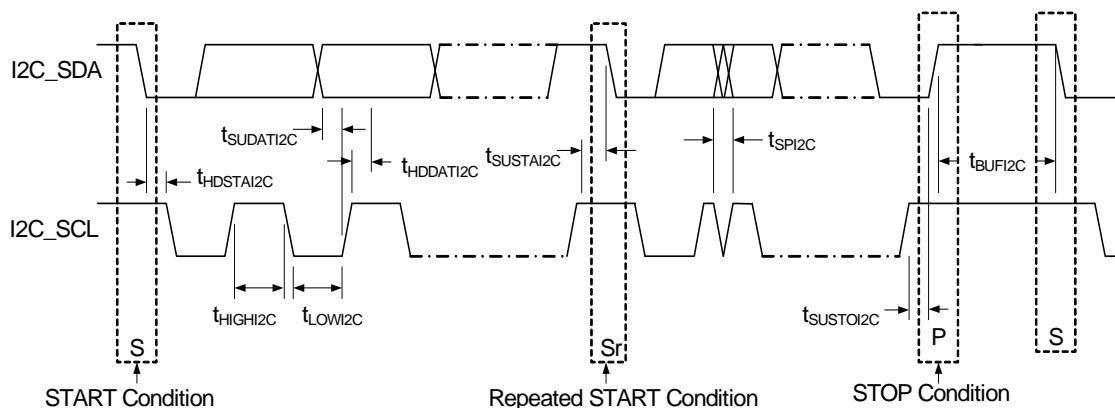 I2C_SDA
tSUDATI2C
tHDDATI2C
tSUSTAI2C
tSPI2C
tBUFI2C
tHDSTAI2C
I2C_SCL
tHIGHI2C
tLOWI2C
tSUSTOI2C
S
Sr
P
S
START Condition
Repeated START Condition
STOP Condition